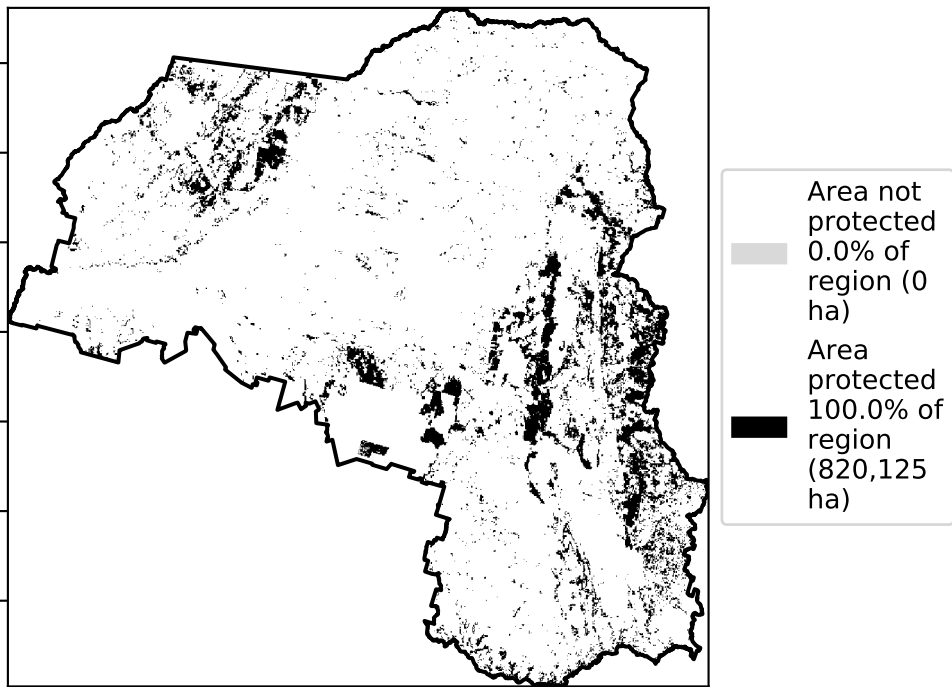 Area not
protected
0.0% of
region (0
ha)
Area
protected
100.0% of
region
(820,125
ha)